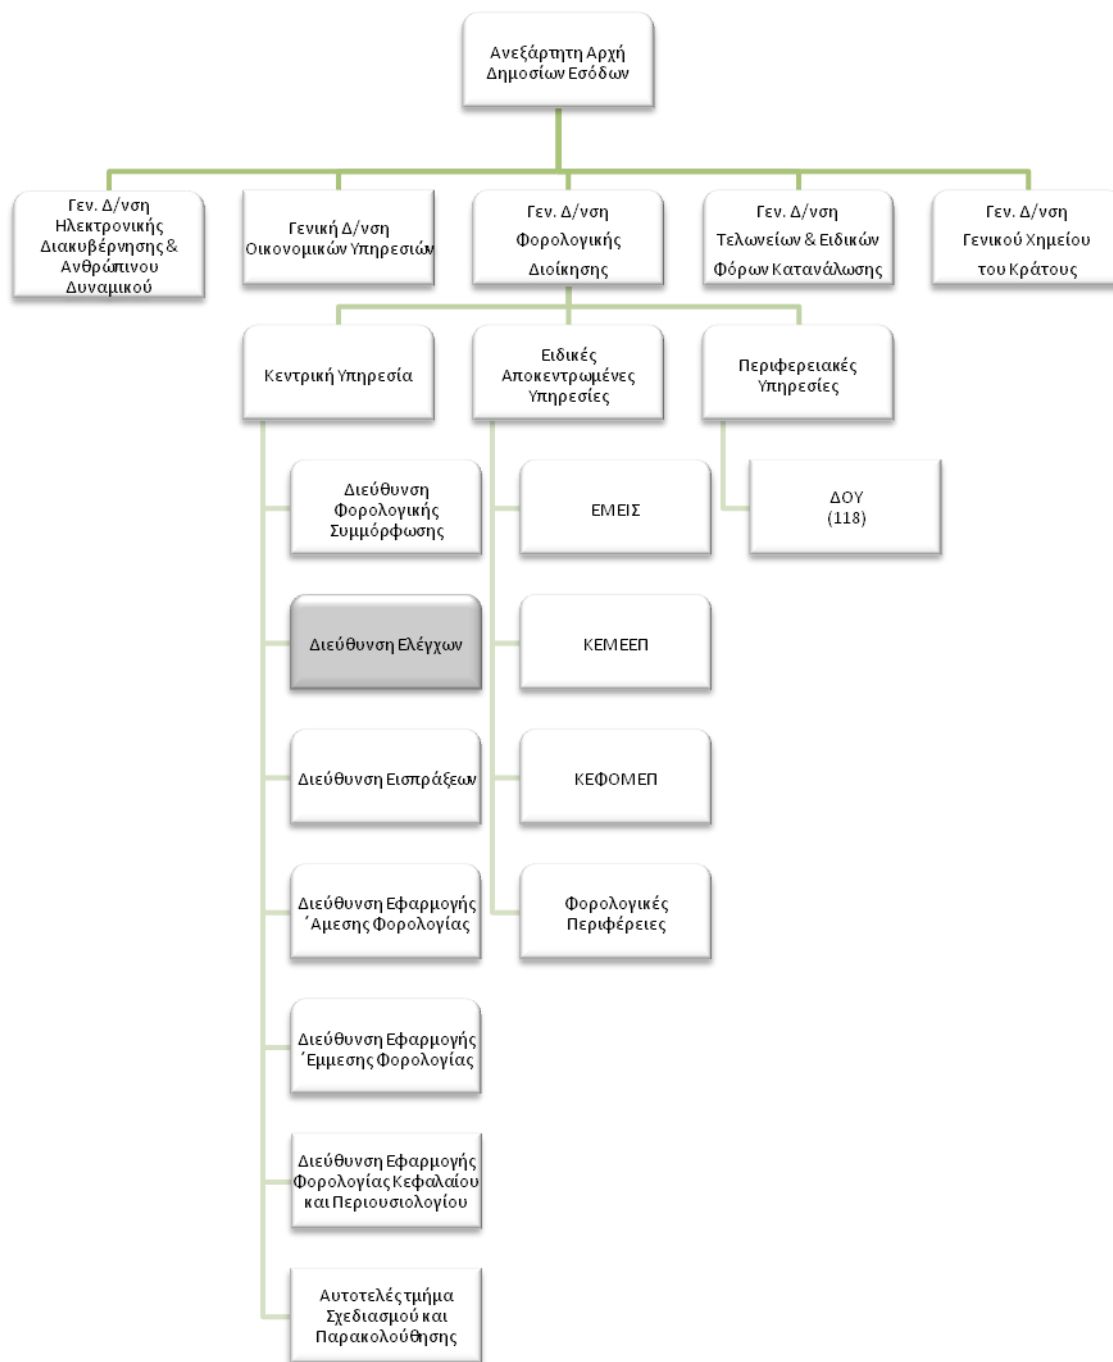 Ανεξάρτητη Αρχή
Δημοσίων Εσόδων
Γεν. Δ/νση
Ηλεκτρονικής
Διακυβέρνησης &
Ανθρώπινου
Δυναμικού
Γενική Δ/νση
Οικονομικών Υπηρεσιών
Γεν. Δ/νση
Φορολογικής
Διοίκησης
Γεν. Δ/νση
Τελωνείων & Ειδικών
Φόρων Κατανάλωσης
Γεν. Δ/νση
Γενικού Χημείου
του Κράτους
Κεντρική Υπηρεσία
Ειδικές
Αποκεντρωμένες
Υπηρεσίες
Περιφερειακές
Υπηρεσίες
Διεύθυνση
Φορολογικής
Συμμόρφωσης
ΕΜΕΙΣ
ΔΟΥ
(118)
Διεύθυνση Ελέγχων
ΚΕΜΕΕΠ
Διεύθυνση Εισπράξεων
ΚΕΦΟΜΕΠ
Διεύθυνση Εφαρμογής
΄Αμεσης Φορολογίας
Φορολογικές
Περιφέρειες
Διεύθυνση Εφαρμογής
΄Εμμεσης Φορολογίας
Διεύθυνση Εφαρμογής
Φορολογίας Κεφαλαίου
και Περιουσιολογίου
Αυτοτελές τμήμα
Σχεδιασμού και
Παρακολούθησης